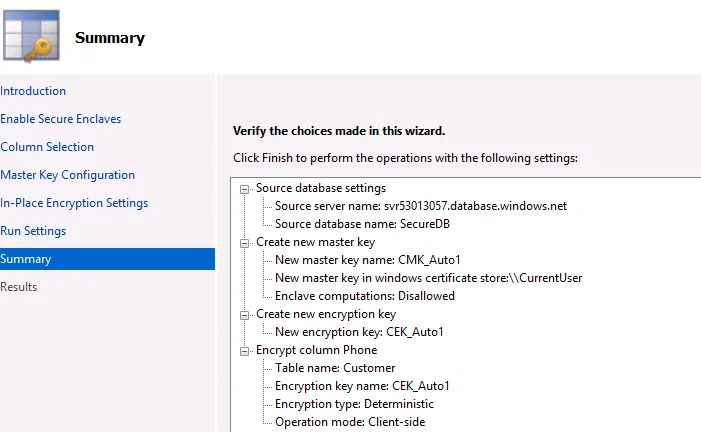 Summary
Introduction
Enable Secure Enclaves
Column Selection
Master Key Configuration
In-Place Encryption Settings
Run Settings
Summary
Results
Verify the choices made in this wizard.
Click Finish to perform the operations with the following settings:
Source database settings
Source server name: svr53013057.database.windows.net
Source database name: SecureDB
Create new master key
New master key name: CMK_Auto1
New master key in windows certificate store:\\CurrentUser
Enclave computations: Disallowed
Create new encryption key
New encryption key: CEK_Auto1
Encrypt column Phone
Table name: Customer
Encryption key name: CEK_Auto1
Encryption type: Deterministic
Operation mode: Client-side